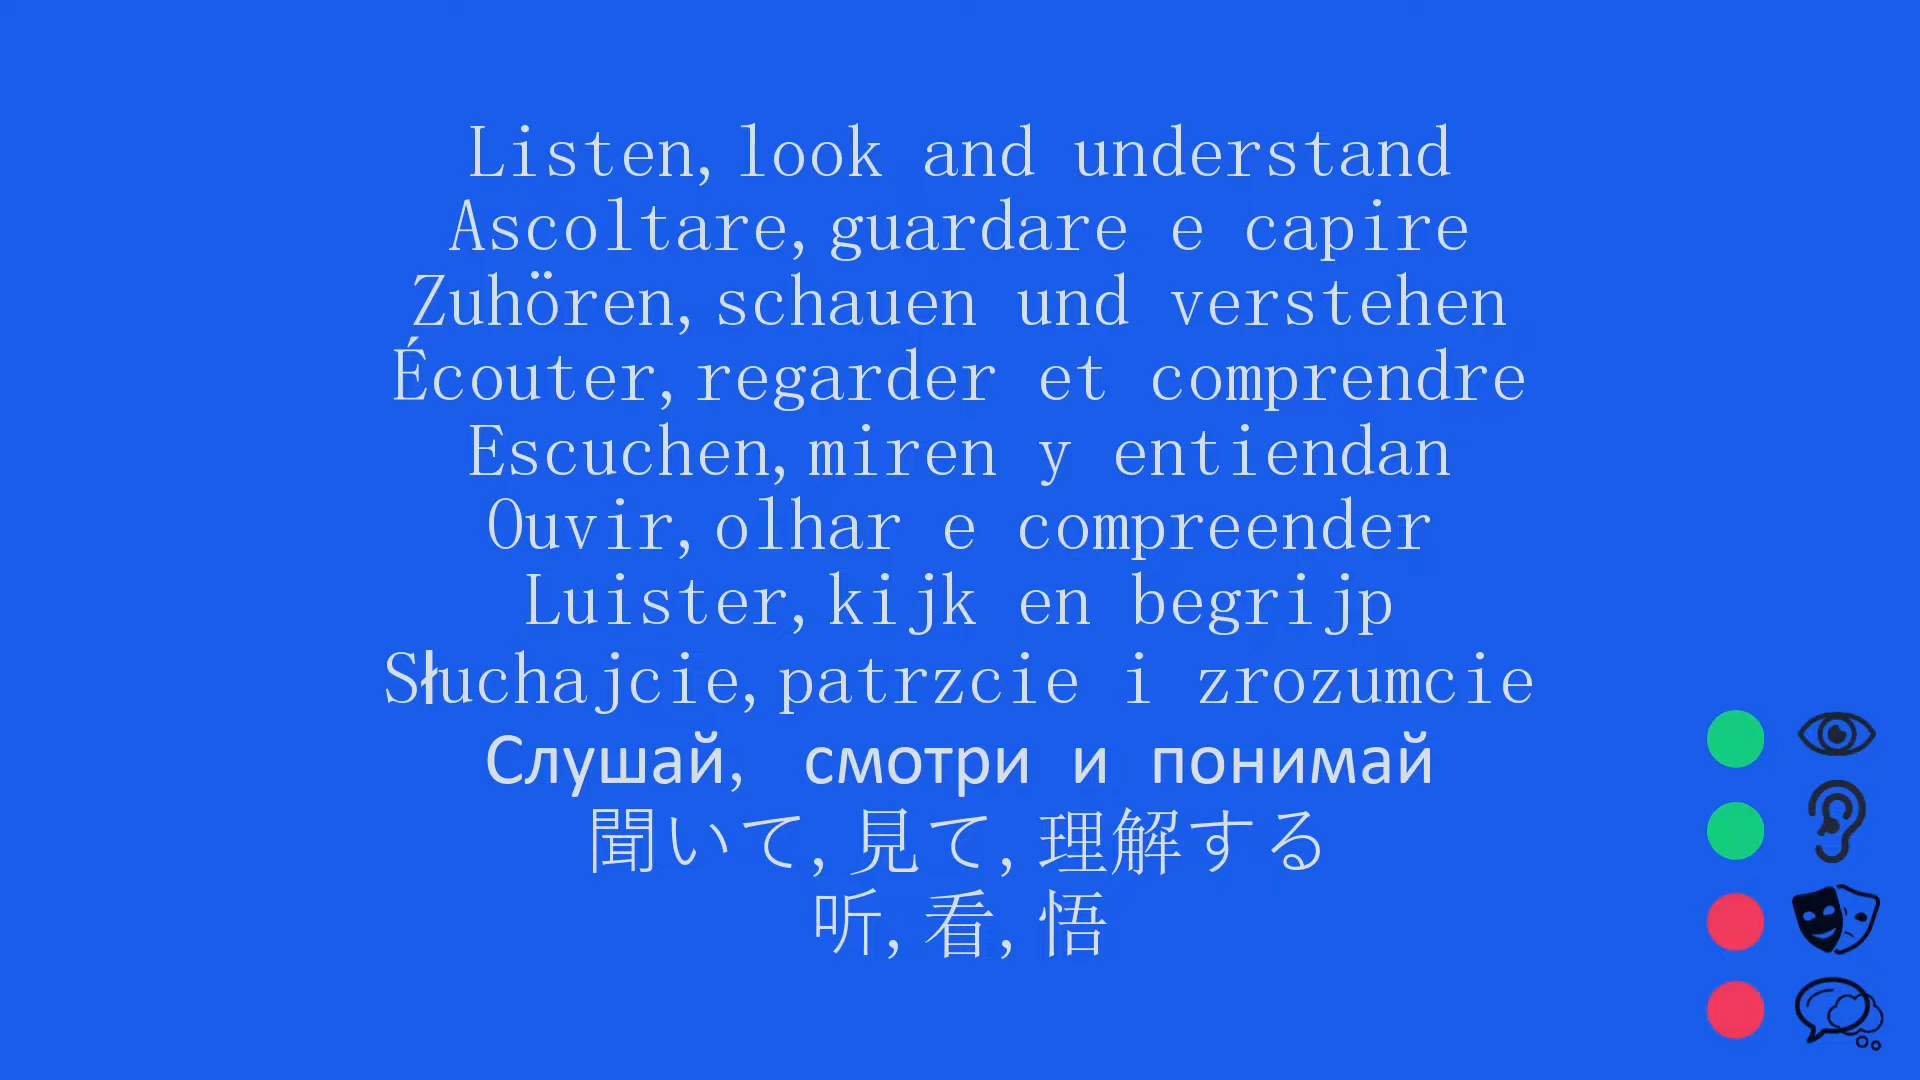 Listen, look and understand
Ascoltare, guardare e capire
Zuhören, schauen und verstehen
Écouter, regarder et comprendre
Escuchen, miren y entiendan
Ouvir, olhar e compreender
Luister, kijk en begrijp
Słuchajcie, patrzcie i zrozumcie
Слушай, смотри и понимай
聞いて, 見て, 理解する
听, 看, 悟